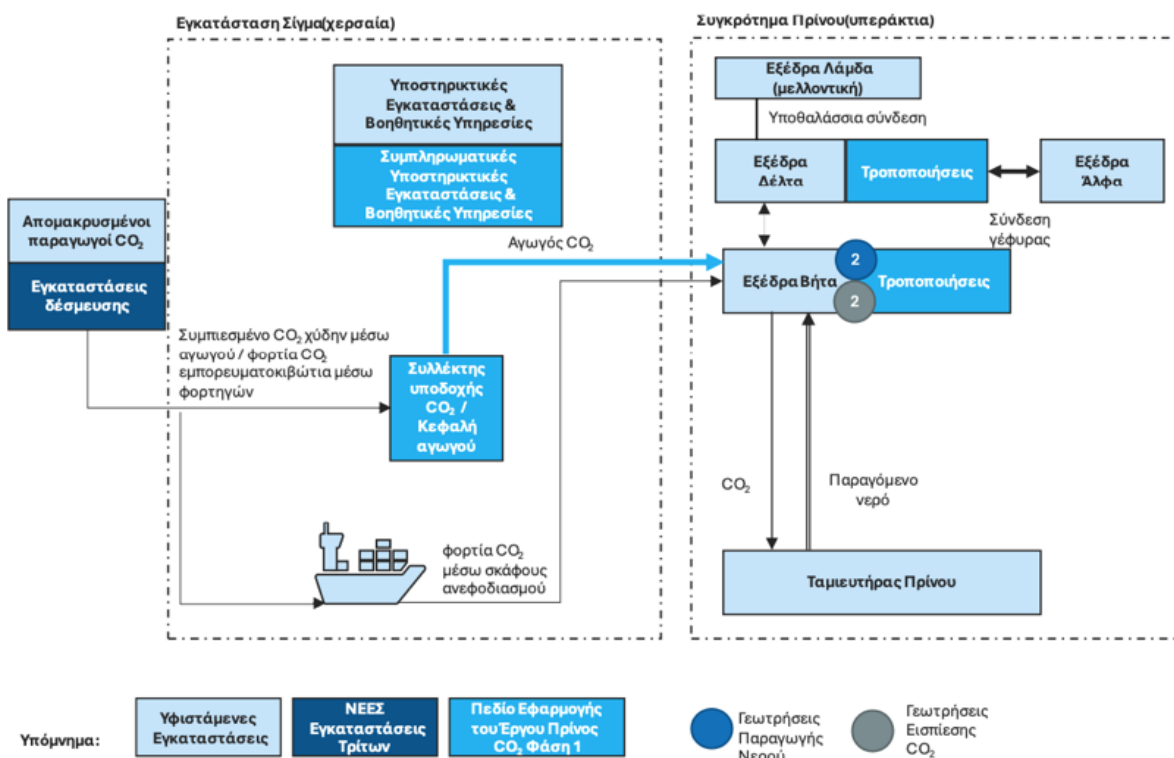 Εγκατάσταση Σίγμα(χερσαία)
Συγκρότημα Πρίνου(υπεράκτια)
Υποστηρικτικές
Εγκαταστάσεις &
Βοηθητικές Υπηρεσίες
Συμπληρωματικές
Υποστηρικτικές
Εγκαταστάσεις &
Βοηθητικές Υπηρεσίες
Εξέδρα Λάμδα
(μελλοντική)
Υποθαλάσσια σύνδεση
Εξέδρα
Δέλτα
Τροποποιήσεις
Εξέδρα
Άλφα
Σύνδεση
γέφυρας
Απομακρυσμένοι
παραγωγοί CO₂
Εγκαταστάσεις
δέσμευσης
Αγωγός CO₂
Εξέδρα Βήτα
2
2
Τροποποιήσεις
Συμπιεσμένο CO₂ χύδην μέσω
αγωγού / φορτία CO₂
εμπορευματοκιβώτια μέσω
φορτηγών
Συλλέκτης
υποδοχής
CO₂ /
Κεφαλή
αγωγού
CO₂
Παραγόμενο
νερό
φορτία CO₂
μέσω σκάφους
ανεφοδιασμού
Ταμιευτήρας Πρίνου
Υπόμνημα:
Υφιστάμενες
Εγκαταστάσεις
ΝΕΕΣ
Εγκαταστάσεις
Τρίτων
Πεδίο Εφαρμογής
του Έργου Πρίνος
CO₂ Φάση 1
Γεωτρήσεις
Παραγωγής
Νερού
Γεωτρήσεις
Εισπίεσης
CO₂